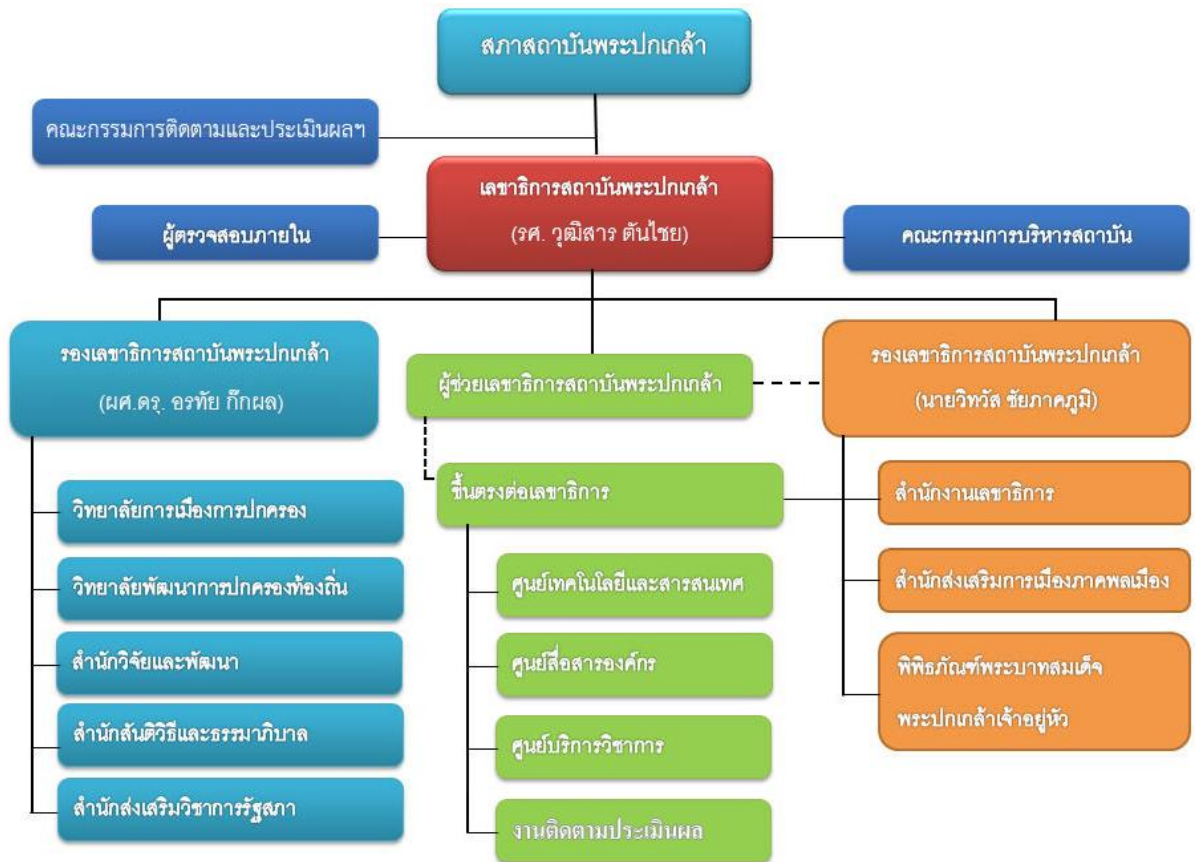 สภาสถาบันพระปกเกล้า
คณะกรรมการติดตามและประเมินผลฯ
เลขาธิการสถาบันพระปกเกล้า
(รศ. วุฒิสาร ตันไชย)
ผู้ตรวจสอบภายใน
คณะกรรมการบริหารสถาบัน
รองเลขาธิการสถาบันพระปกเกล้า
(ผศ.ดรุ. อรทัย ก๊กผล)
ผู้ช่วยเลขาธิการสถาบันพระปกเกล้า
รองเลขาธิการสถาบันพระปกเกล้า
(นายวิทวัส ชัยภาคภูมิ)
วิทยาลัยการเมืองการปกครอง
วิทยาลัยพัฒนาการปกครองท้องถิ่น
สำนักวิจัยและพัฒนา
สำนักสันติวิธีและธรรมาภิบาล
สำนักส่งเสริมวิชาการรัฐสภา
ขึ้นตรงต่อเลขาธิการ
ศูนย์เทคโนโลยีและสารสนเทศ
ศูนย์สื่อสารองค์กร
ศูนย์บริการวิชาการ
งานติดตามประเมินผล
สำนักงานเลขาธิการ
สำนักส่งเสริมการเมืองภาคพลเมือง
พิพิธภัณฑ์พระบาทสมเด็จ
พระปกเกล้าเจ้าอยู่หัว